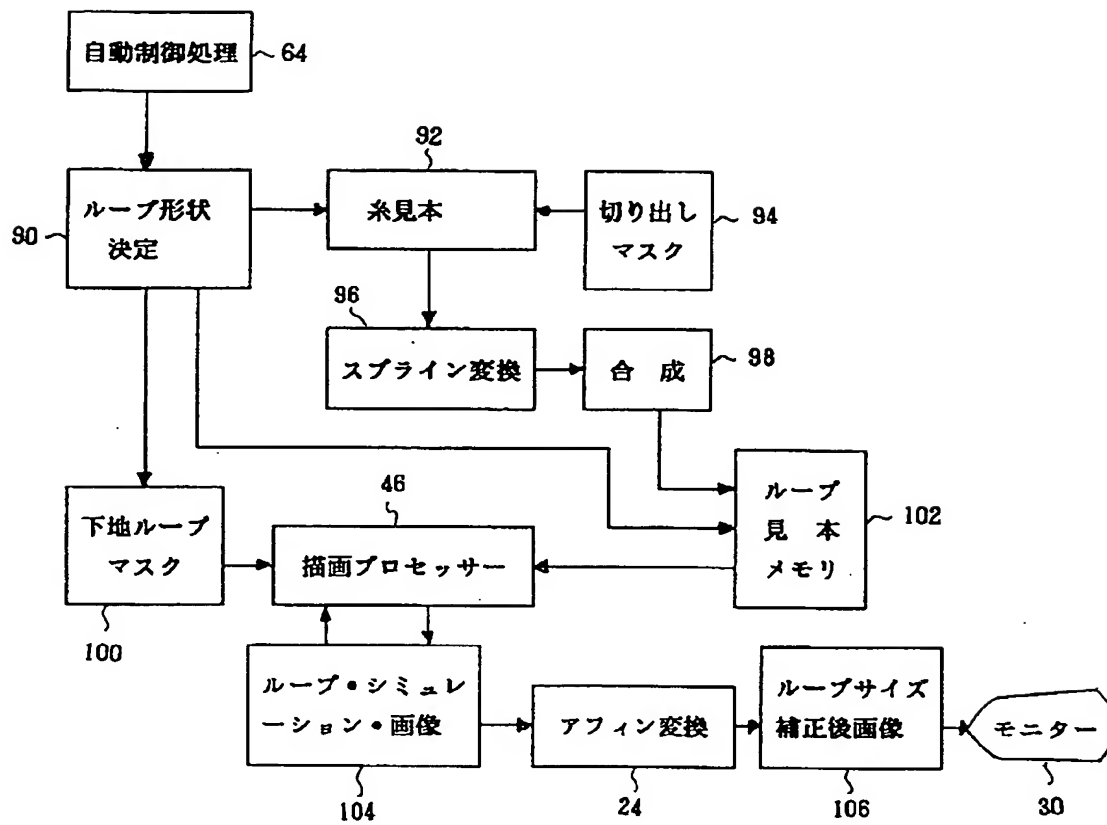 自動制御処理
64
92
ループ形状
決定
90
糸見本
切り出し
マスク
94
96
スプライン変換
合 成
98
下地ループ
マスク
100
46
描画プロセッサー
ループ
見 本
メモリ
102
ループ・シミュレ
ーション・画像
104
アフィン変換
24
ループサイズ
補正後画像
106
モニター
30